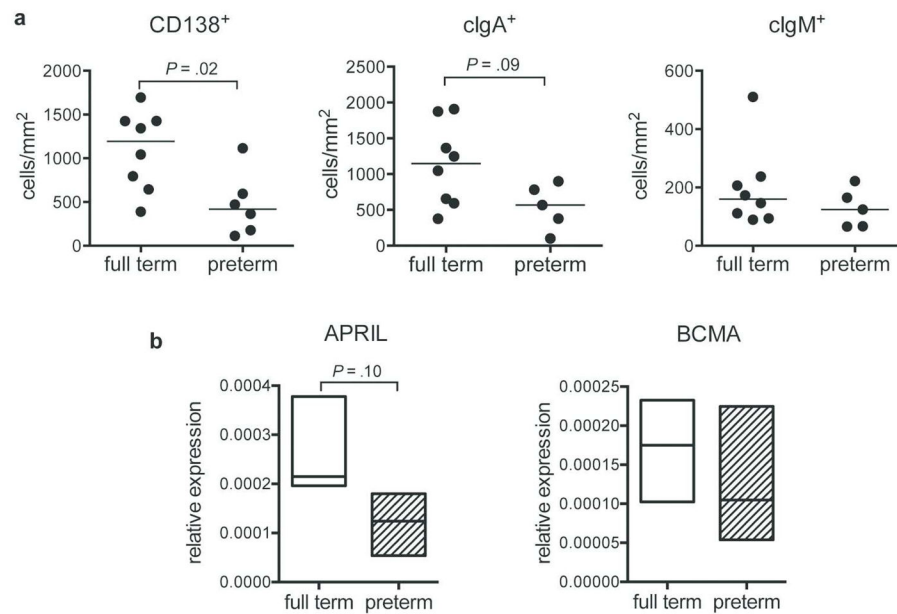 a
CD138⁺
P = .02
cells/mm²
2000
1500
1000
500
0
full term preterm
cIgA⁺
P = .09
cells/mm²
2500
2000
1500
1000
500
0
full term preterm
cIgM⁺
cells/mm²
600
400
200
0
full term preterm
b
APRIL
P = .10
relative expression
0.0004
0.0003
0.0002
0.0001
0.0000
full term preterm
BCMA
relative expression
0.00025
0.00020
0.00015
0.00010
0.00005
0.00000
full term preterm